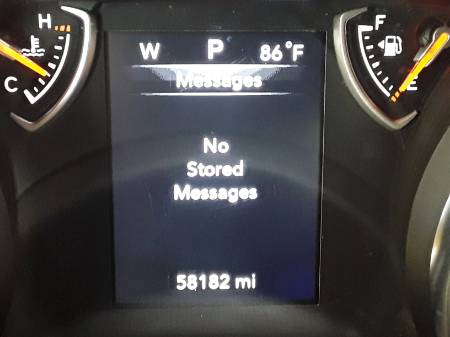 H
C
W P 86°F
F
E
Messages
No
Stored
Messages
58182 mi